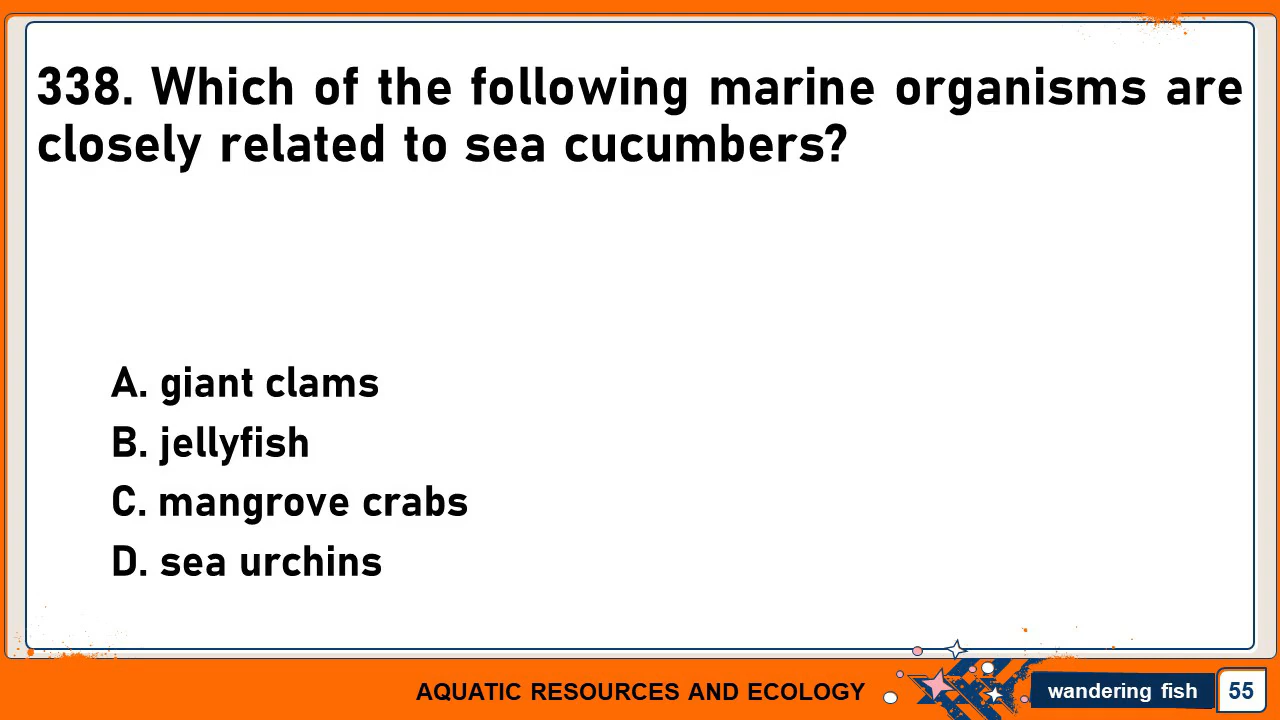 338. Which of the following marine organisms are
closely related to sea cucumbers?
A. giant clams
B. jellyfish
C. mangrove crabs
D. sea urchins
AQUATIC RESOURCES AND ECOLOGY
wandering fish
55